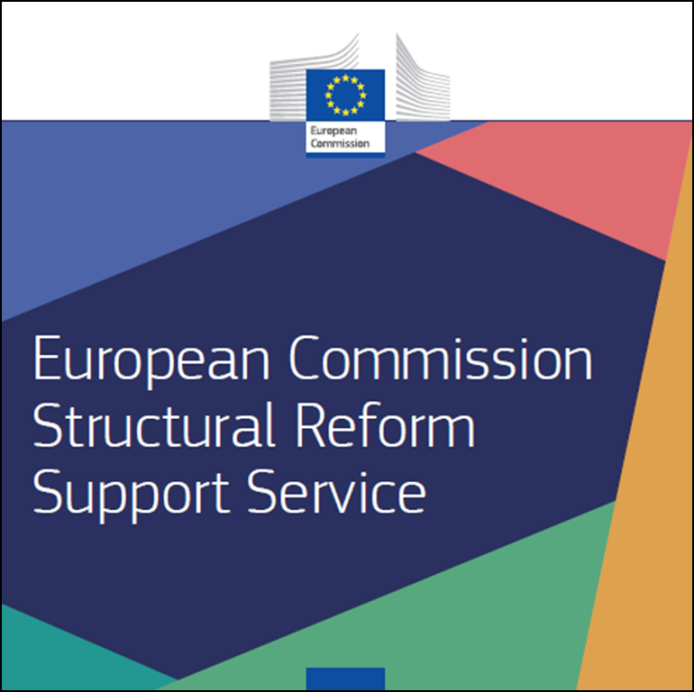 European
Commission
European Commission
Structural Reform
Support Service